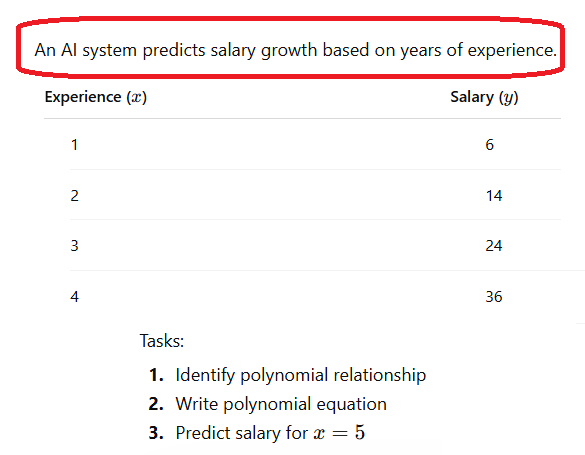 An AI system predicts salary growth based on years of experience.
Experience (x) Salary (y)
1 6
2 14
3 24
4 36
Tasks:
1. Identify polynomial relationship
2. Write polynomial equation
3. Predict salary for x = 5